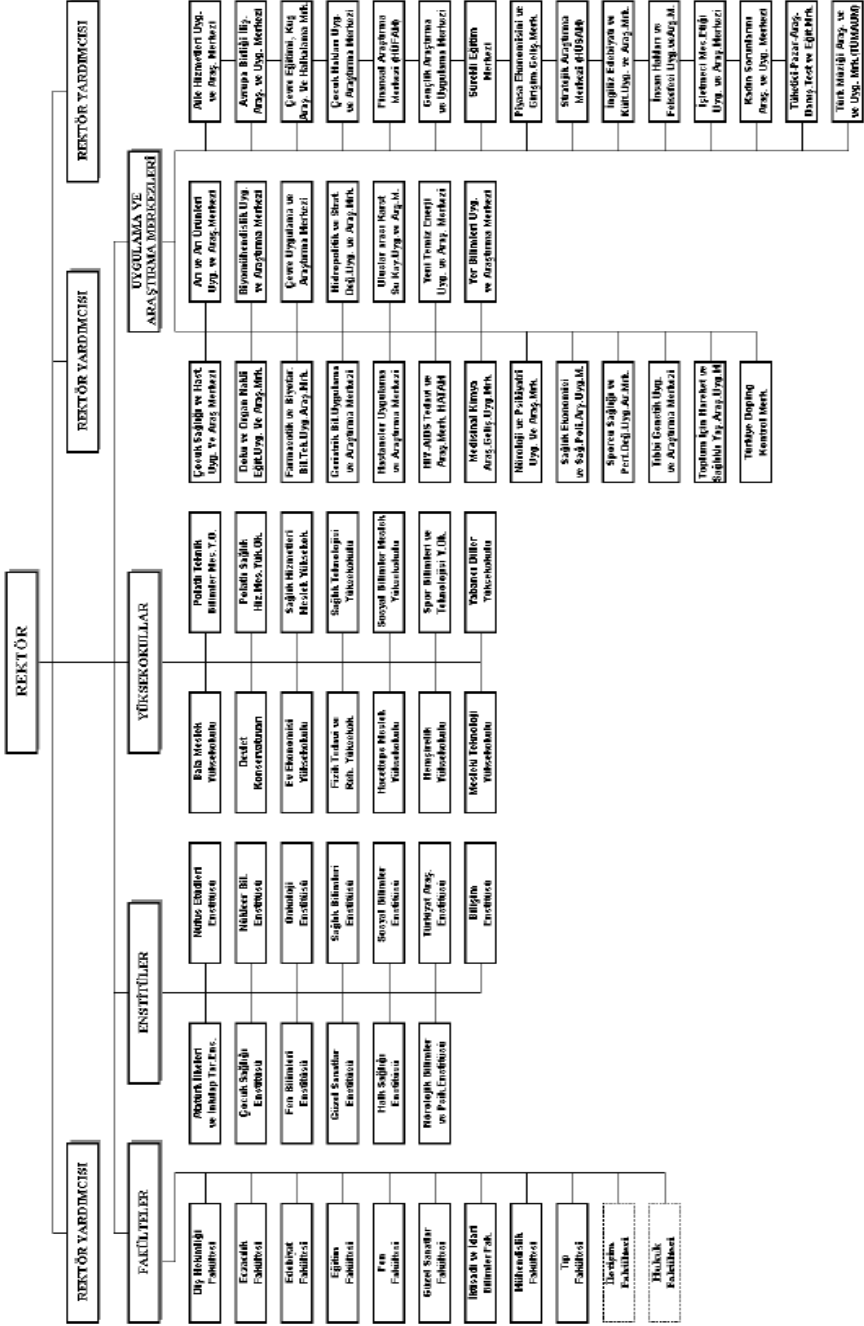 REKTÖR
REKTÖR YARDIMCISI
REKTÖR YARDIMCISI
REKTÖR YARDIMCISI
FAKÜLTELER
ENSTİTÜLER
YÜKSEKOKULLAR
UYGULAMA VE
ARAŞTIRMA MERKEZLERİ
Diş Hekimliği
Fakültesi
Eczacılık
Fakültesi
Edebiyat
Fakültesi
Eğitim
Fakültesi
Fen
Fakültesi
Güzel Sanatlar
Fakültesi
İktisadi ve İdari
Bilimler Fak.
Mühendislik
Fakültesi
Tıp
Fakültesi
İletişim
Fakültesi
Hukuk
Fakültesi
Atatürk İlkeleri
ve İnkılap Tar.Ens.
Çocuk Sağlığı
Enstitüsü
Fen Bilimleri
Enstitüsü
Güzel Sanatlar
Enstitüsü
Halk Sağlığı
Enstitüsü
Nörolojik Bilimler
ve Psik.Enstitüsü
Nüfus Etüdleri
Enstitüsü
Nükleer Bil.
Enstitüsü
Onkoloji
Enstitüsü
Sağlık Bilimleri
Enstitüsü
Sosyal Bilimler
Enstitüsü
Türkiyat Araş.
Enstitüsü
Bilişim
Enstitüsü
Bala Meslek
Yüksekokulu
Devlet
Konservatuvarı
Ev Ekonomisi
Yüksekokulu
Fizik Tedavi ve
Reh. Yüksekok.
Hacettepe Meslek
Yüksekokulu
Hemşirelik
Yüksekokulu
Mesleki Teknoloji
Yüksekokulu
Polatlı Teknik
Bilimler Mes. Y.O.
Polatlı Sağlık
Hiz.Mes. Yük.Ok.
Sağlık Hizmetleri
Meslek Yüksekok.
Sağlık Teknolojisi
Yüksekokulu
Sosyal Bilimler Meslek
Yüksekokulu
Spor Bilimleri ve
Teknolojisi Y.Ok.
Yabancı Diller
Yüksekokulu
Çocuk Sağlığı ve Hast.
Uyg. Ve Araş Merkezi
Doku ve Organ Nakli
Eğit.Uyg. Ve Araş.Mrk.
Farmasötik ve Biyotar.
Bil.Tek.Uyg.Araş.Mrk.
Geriatrik Bil.Uygulama
ve Araştırma Merkezi
Hastaneler Uygulama
ve Araştırma Merkezi
HIV-AIDS Tedavi ve
Araş.Merk. HATAM
Medisinal Kimya
Araş.Geliş.Uyg.Mrk.
Nöroloji ve Psikiyatri
Uyg. Ve Araş.Mrk.
Sağlık Ekonomisi
ve Sağ.Poli.Arş.Uyg.M.
Sporcu Sağlığı ve
Perf.Değ.Uyg.Ar.Mrk.
Tıbbi Genetik Uyg.
ve Araştırma Merkezi
Toplum İçin Hareket ve
Sağlıklı Yaş.Araş.Uyg.M
Türkiye Doping
Kontrol Merk.
Arı ve Arı Ürünleri
Uyg. ve Araş.Merkezi
Biyomühendislik Uyg.
ve Araştırma Merkezi
Çevre Uygulama ve
Araştırma Merkezi
Hidropolitik ve Strat.
Değ.Uyg. ve Araş.Mrk.
Uluslar arası Karst
Su Kay.Uyg.ve Arş.M.
Yeni Temiz Enerji
Uyg. ve Araş. Merkezi
Yer Bilimleri Uyg.
ve Araştırma Merkezi
Aile Hizmetleri Uyg.
ve Araş. Merkezi
Avrupa Birliği İliş.
Araş. ve Uyg. Merkezi
Çevre Eğitimi, Kuş
Araş. Ve Halkalama Mrk.
Çocuk Hakları Uyg.
ve Araştırma Merkezi
Finansal Araştırma
Merkezi (HÜFAM)
Gençlik Araştırma
ve Uygulama Merkezi
Sürekli Eğitim
Merkezi
Piyasa Ekonomisini ve
Girişim.Geliş.Merk.
Stratejik Araştırma
Merkezi (HÜSAM)
İngiliz Edebiyatı ve
Kült.Uyg. ve Araş.Mrk.
İnsan Hakları ve
Felsefesi Uyg.veArş.M.
İşletmeci Mes.Etiği
Uyg. ve Araş.Merkezi
Kadın Sorunlarını
Araş. ve Uyg. Merkezi
Tüketici-Pazar-Araş.-
Danış.Test ve Eğit.Mrk.
Türk Müziği Araş. ve
ve Uyg. Mrk.(TÜMAUM)